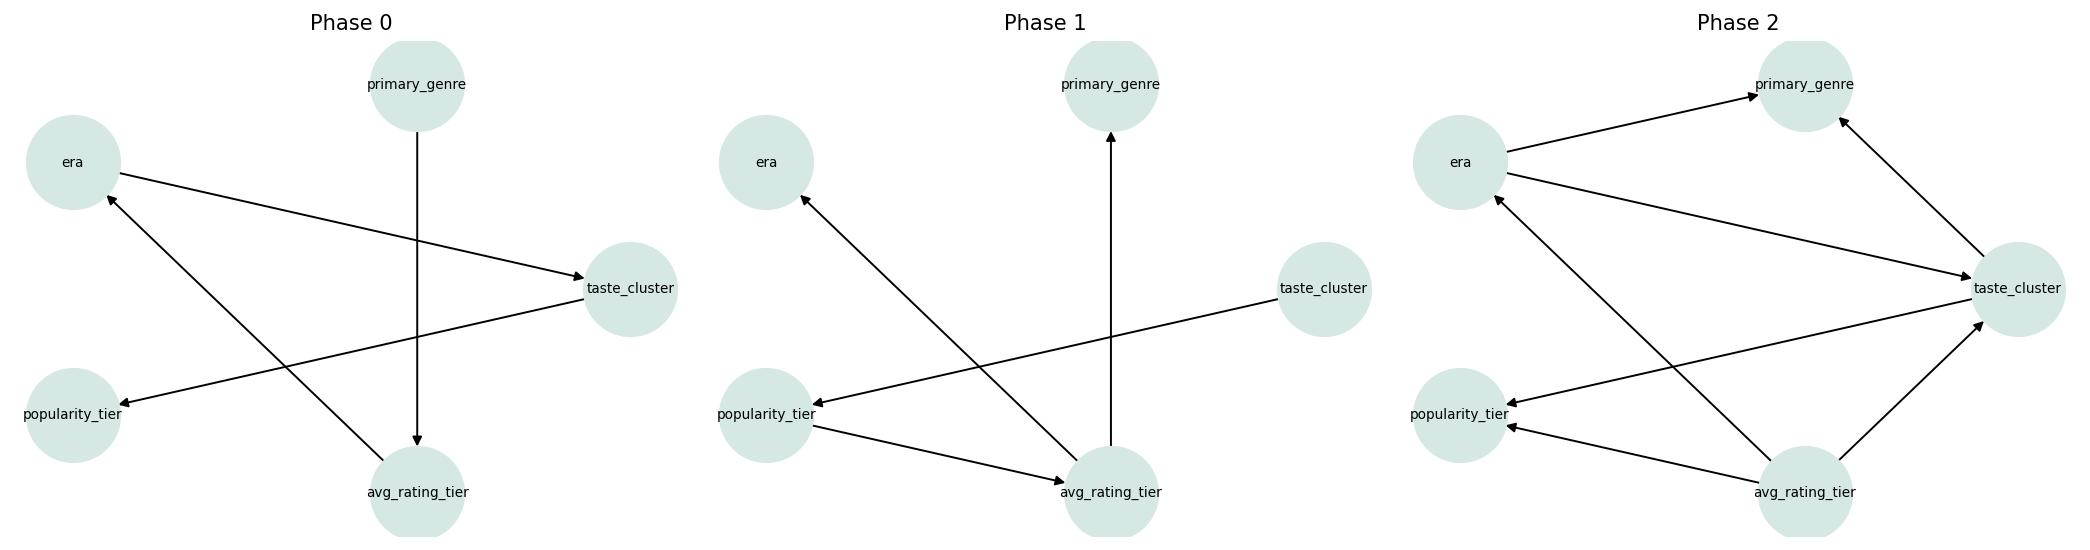 Phase 0
primary_genre
era
taste_cluster
popularity_tier
avg_rating_tier
Phase 1
primary_genre
era
taste_cluster
popularity_tier
avg_rating_tier
Phase 2
primary_genre
era
taste_cluster
popularity_tier
avg_rating_tier